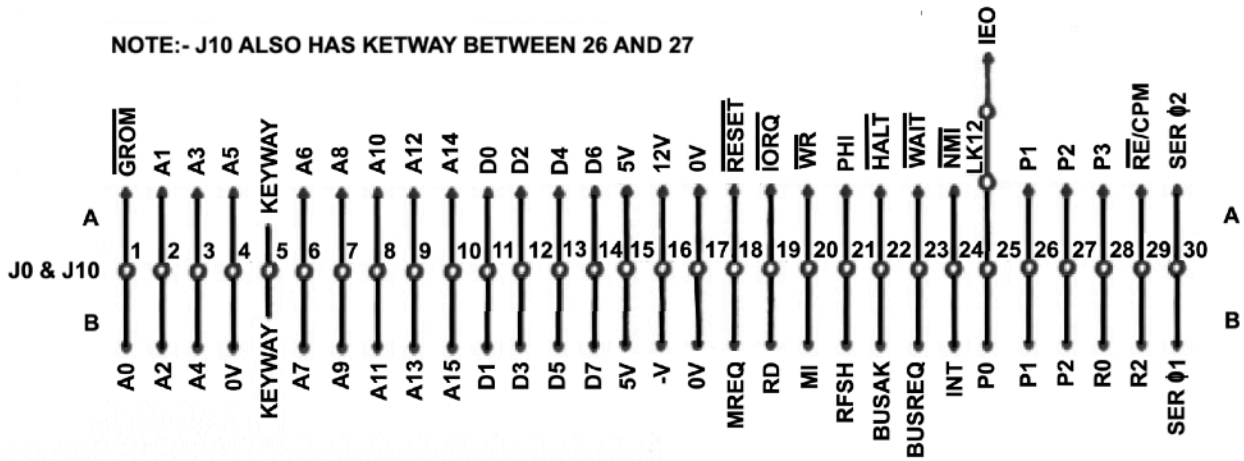 NOTE:- J10 ALSO HAS KETWAY BETWEEN 26 AND 27
IEO
GROM A1 A3 A5 KEYWAY A6 A8 A10 A12 A14 D0 D2 D4 D6 5V 12V 0V RESET IORQ WR PHI HALT WAIT NMI LK12 P1 P2 P3 RE/CPM SER ϕ2
A A
J0 & J10 1 2 3 4 5 6 7 8 9 10 11 12 13 14 15 16 17 18 19 20 21 22 23 24 25 26 27 28 29 30
B B
A0 A2 A4 0V KEYWAY A7 A9 A11 A13 A15 D1 D3 D5 D7 5V -V 0V MREQ RD MI RFSH BUSAK BUSREQ INT P0 P1 P2 R0 R2 SER ϕ1